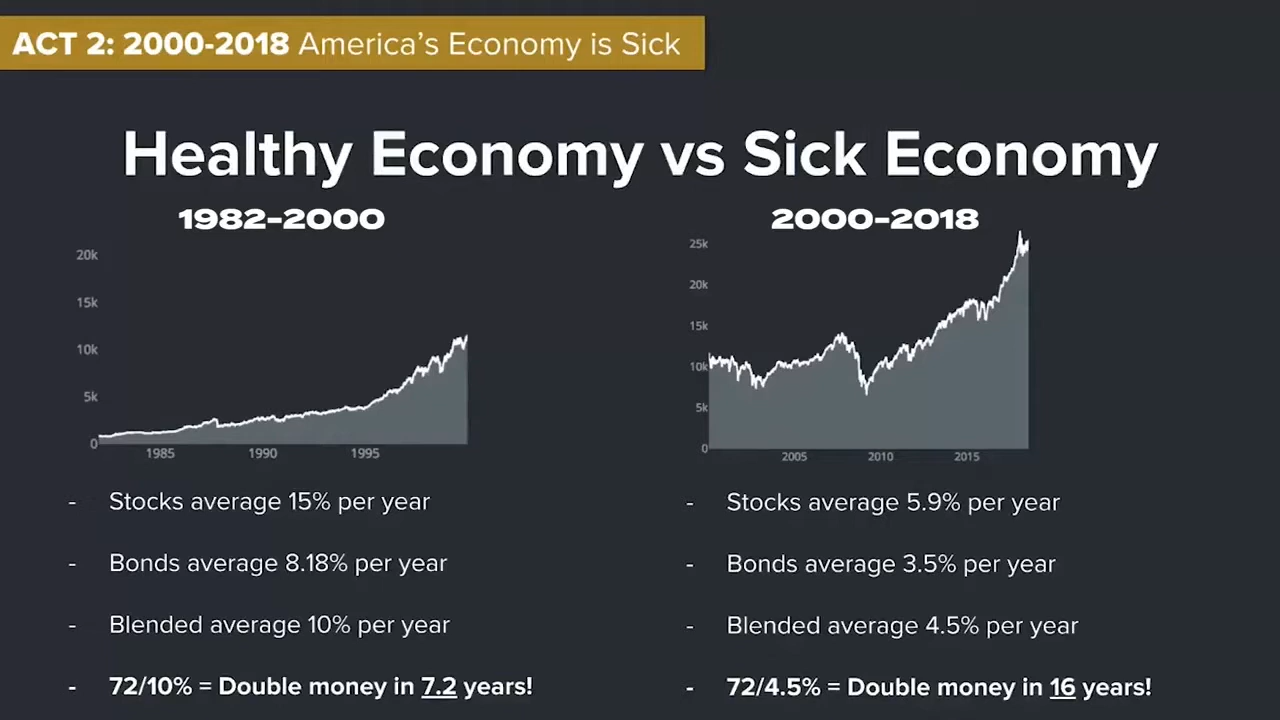 ACT 2: 2000-2018 America's Economy is Sick
Healthy Economy vs Sick Economy
1982-2000
20k
15k
10k
5k
0
1985 1990 1995
- Stocks average 15% per year
- Bonds average 8.18% per year
- Blended average 10% per year
- 72/10% = Double money in 7.2 years!
2000-2018
25k
20k
15k
10k
5k
0
2005 2010 2015
- Stocks average 5.9% per year
- Bonds average 3.5% per year
- Blended average 4.5% per year
- 72/4.5% = Double money in 16 years!